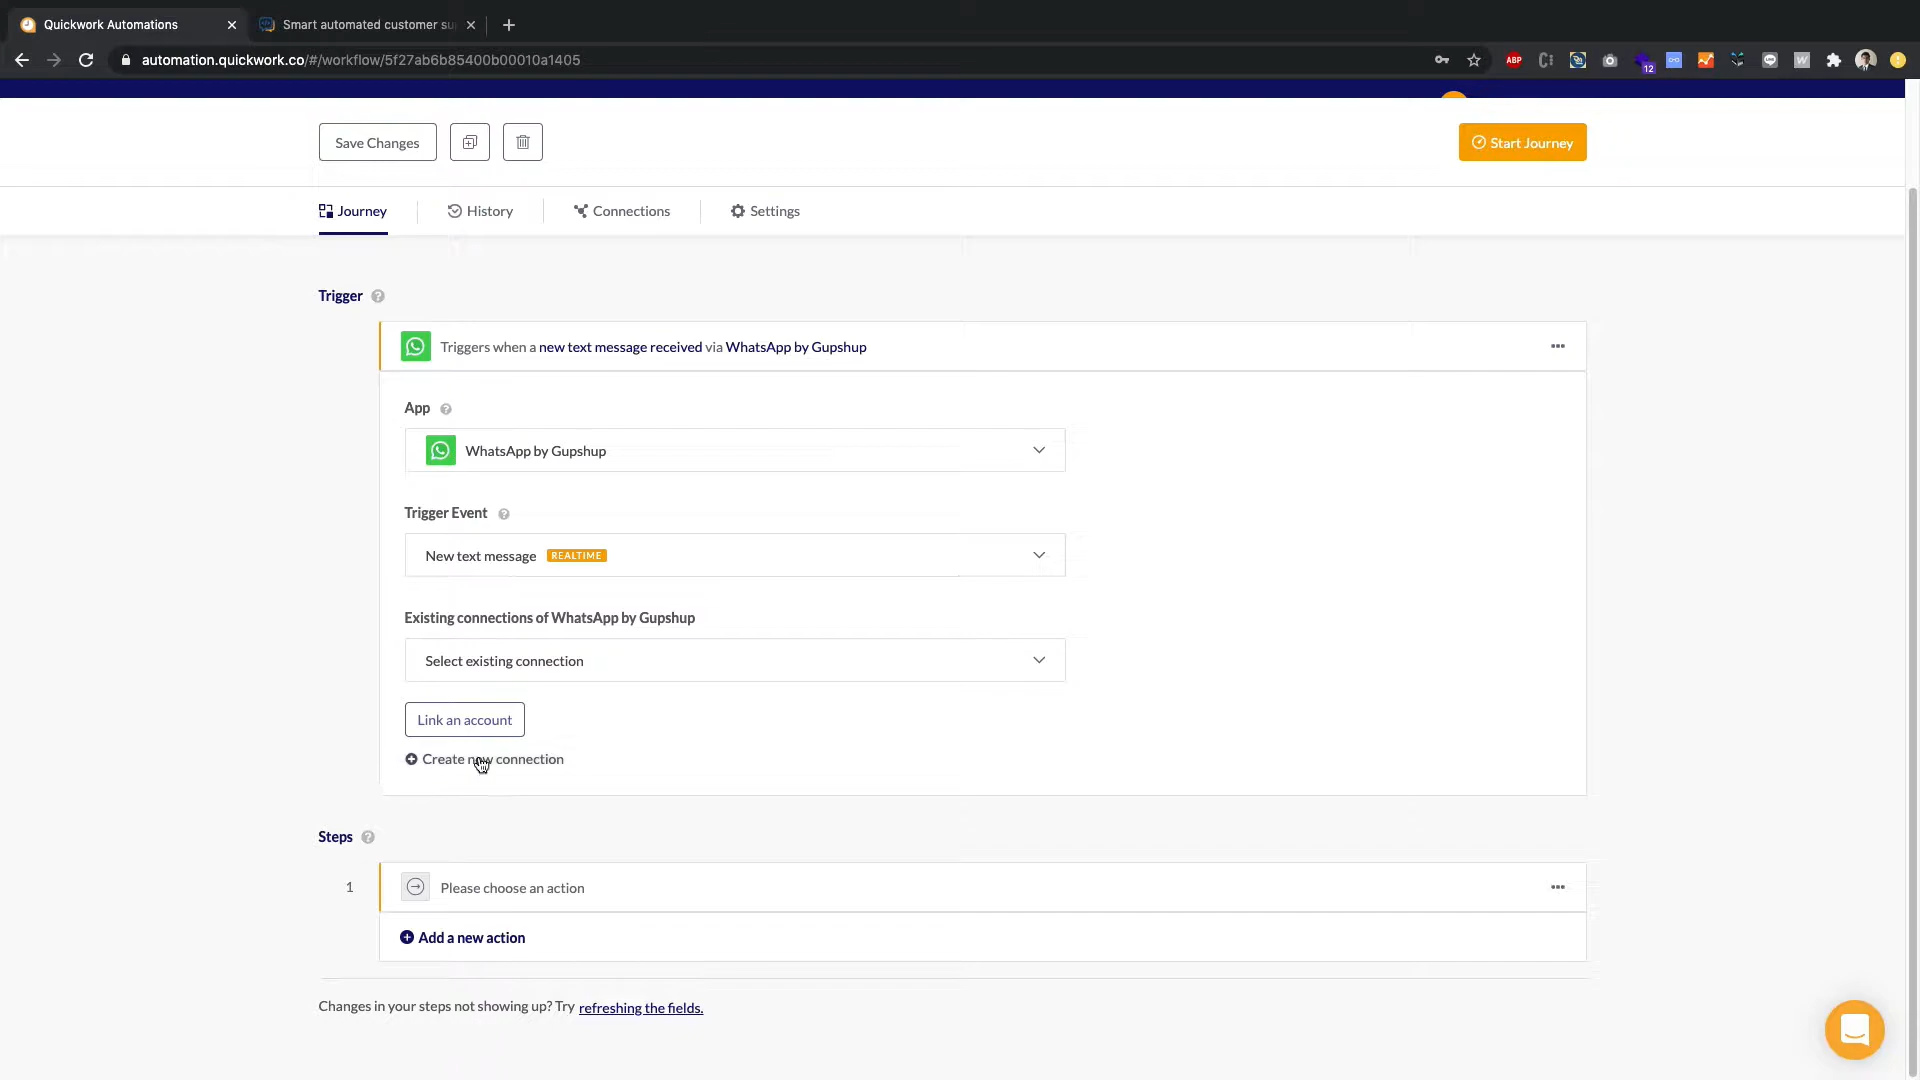 Quickwork Automations
Smart automated customer su
automation.quickwork.co/#/workflow/5f27ab6b85400b00010a1405
ABP
12
W
Save Changes
Start Journey
Journey
History
Connections
Settings
Trigger ?
Triggers when a new text message received via WhatsApp by Gupshup
App ?
WhatsApp by Gupshup
Trigger Event ?
New text message REALTIME
Existing connections of WhatsApp by Gupshup
Select existing connection
Link an account
Create new connection
Steps ?
1 Please choose an action
Add a new action
Changes in your steps not showing up? Try refreshing the fields.